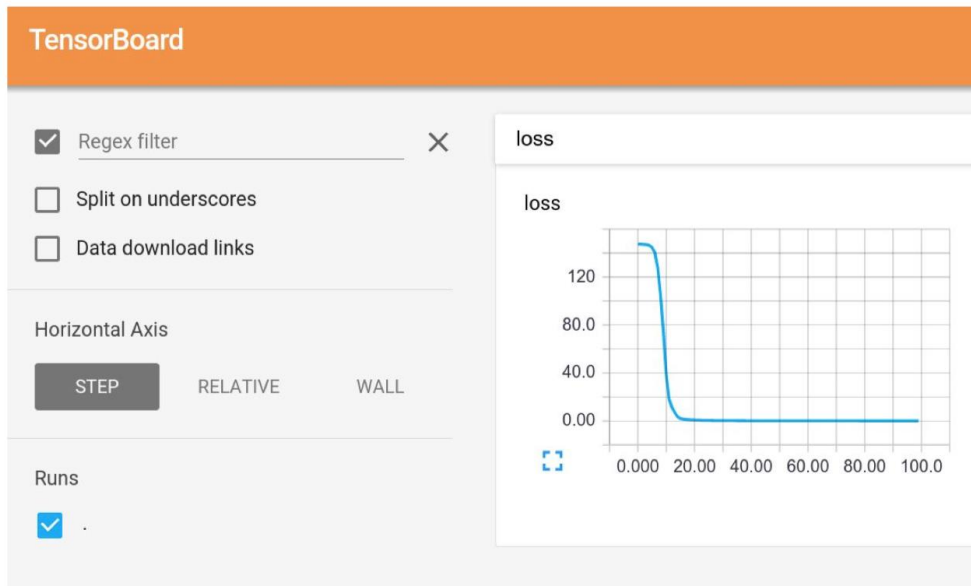 TensorBoard
Regex filter
Split on underscores
Data download links
Horizontal Axis
STEP RELATIVE WALL
Runs
.
loss
loss
120
80.0
40.0
0.00
0.000 20.00 40.00 60.00 80.00 100.0